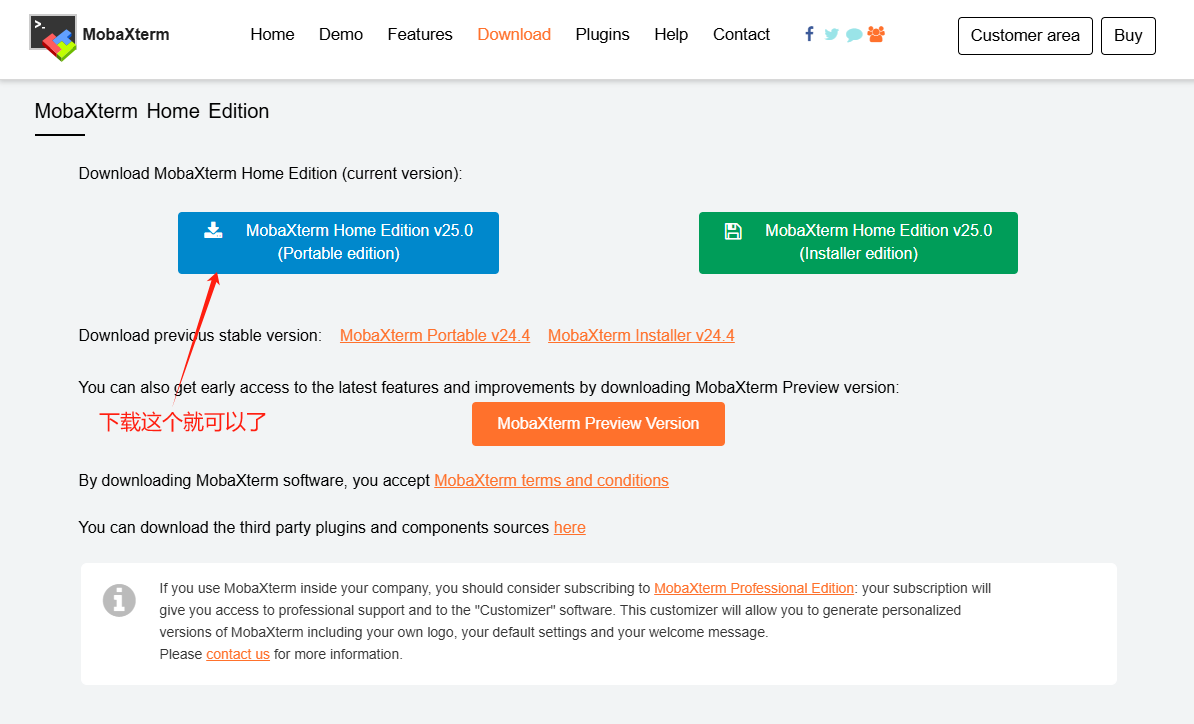 MobaXterm
Home Demo Features Download Plugins Help Contact
Customer area
Buy
MobaXterm Home Edition
Download MobaXterm Home Edition (current version):
MobaXterm Home Edition v25.0
(Portable edition)
MobaXterm Home Edition v25.0
(Installer edition)
Download previous stable version: MobaXterm Portable v24.4 MobaXterm Installer v24.4
You can also get early access to the latest features and improvements by downloading MobaXterm Preview version:
下载这个就可以了
MobaXterm Preview Version
By downloading MobaXterm software, you accept MobaXterm terms and conditions
You can download the third party plugins and components sources here
If you use MobaXterm inside your company, you should consider subscribing to MobaXterm Professional Edition: your subscription will
give you access to professional support and to the "Customizer" software. This customizer will allow you to generate personalized
versions of MobaXterm including your own logo, your default settings and your welcome message.
Please contact us for more information.